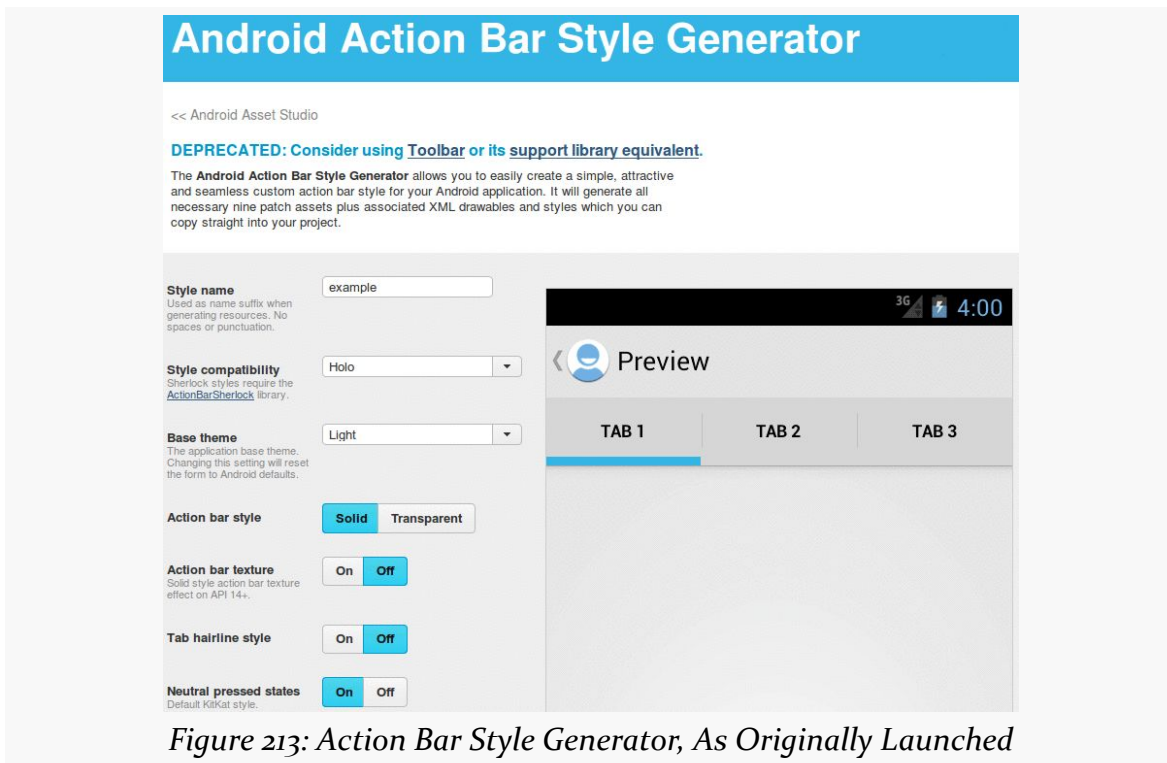 Android Action Bar Style Generator
<< Android Asset Studio
DEPRECATED: Consider using Toolbar or its support library equivalent.
The Android Action Bar Style Generator allows you to easily create a simple, attractive
and seamless custom action bar style for your Android application. It will generate all
necessary nine patch assets plus associated XML drawables and styles which you can
copy straight into your project.
Style name
Used as name suffix when
generating resources. No
spaces or punctuation.
example
Style compatibility
Sherlock styles require the
ActionBarSherlock library.
Holo
Base theme
The application base theme.
Changing this setting will reset
the form to Android defaults.
Light
Action bar style
Solid Transparent
Action bar texture
Solid style action bar texture
effect on API 14+.
On Off
Tab hairline style
On Off
Neutral pressed states
Default KitKat style.
On Off
3G 4:00
Preview
TAB 1 TAB 2 TAB 3
Figure 213: Action Bar Style Generator, As Originally Launched